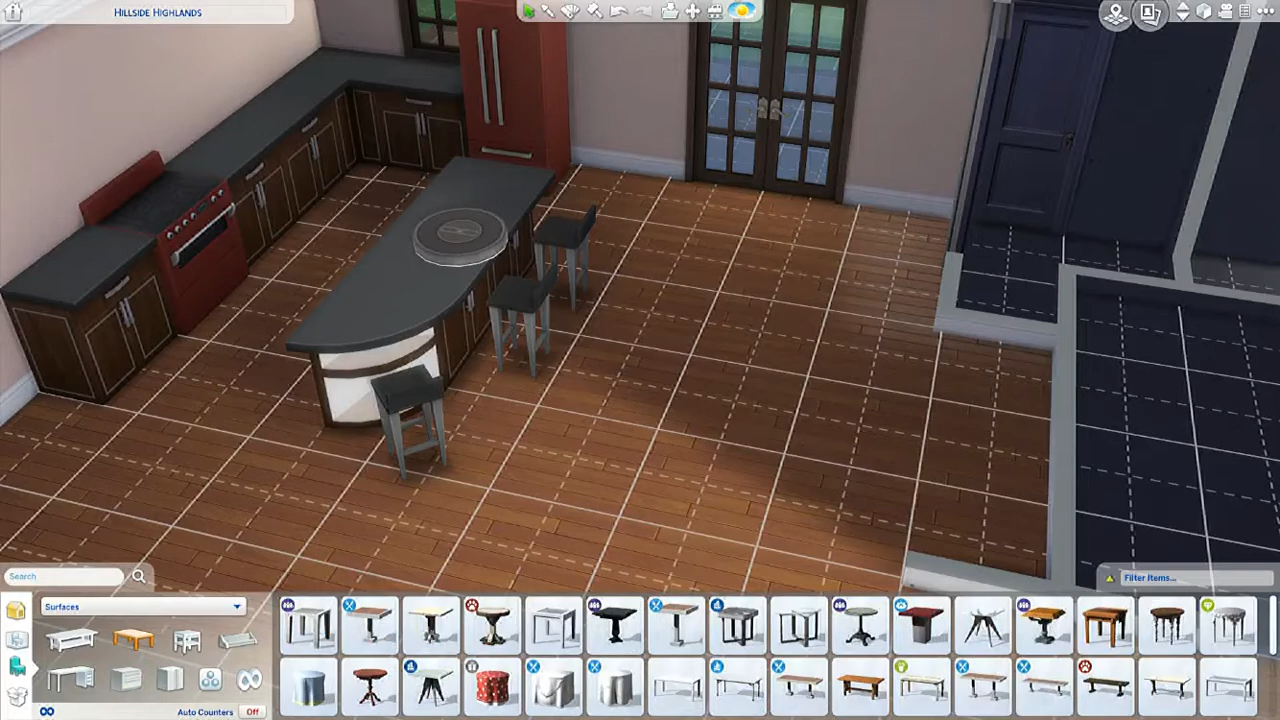 HILLSIDE HIGHLANDS
Search
Filter Items...
Surfaces
Auto Counters Off